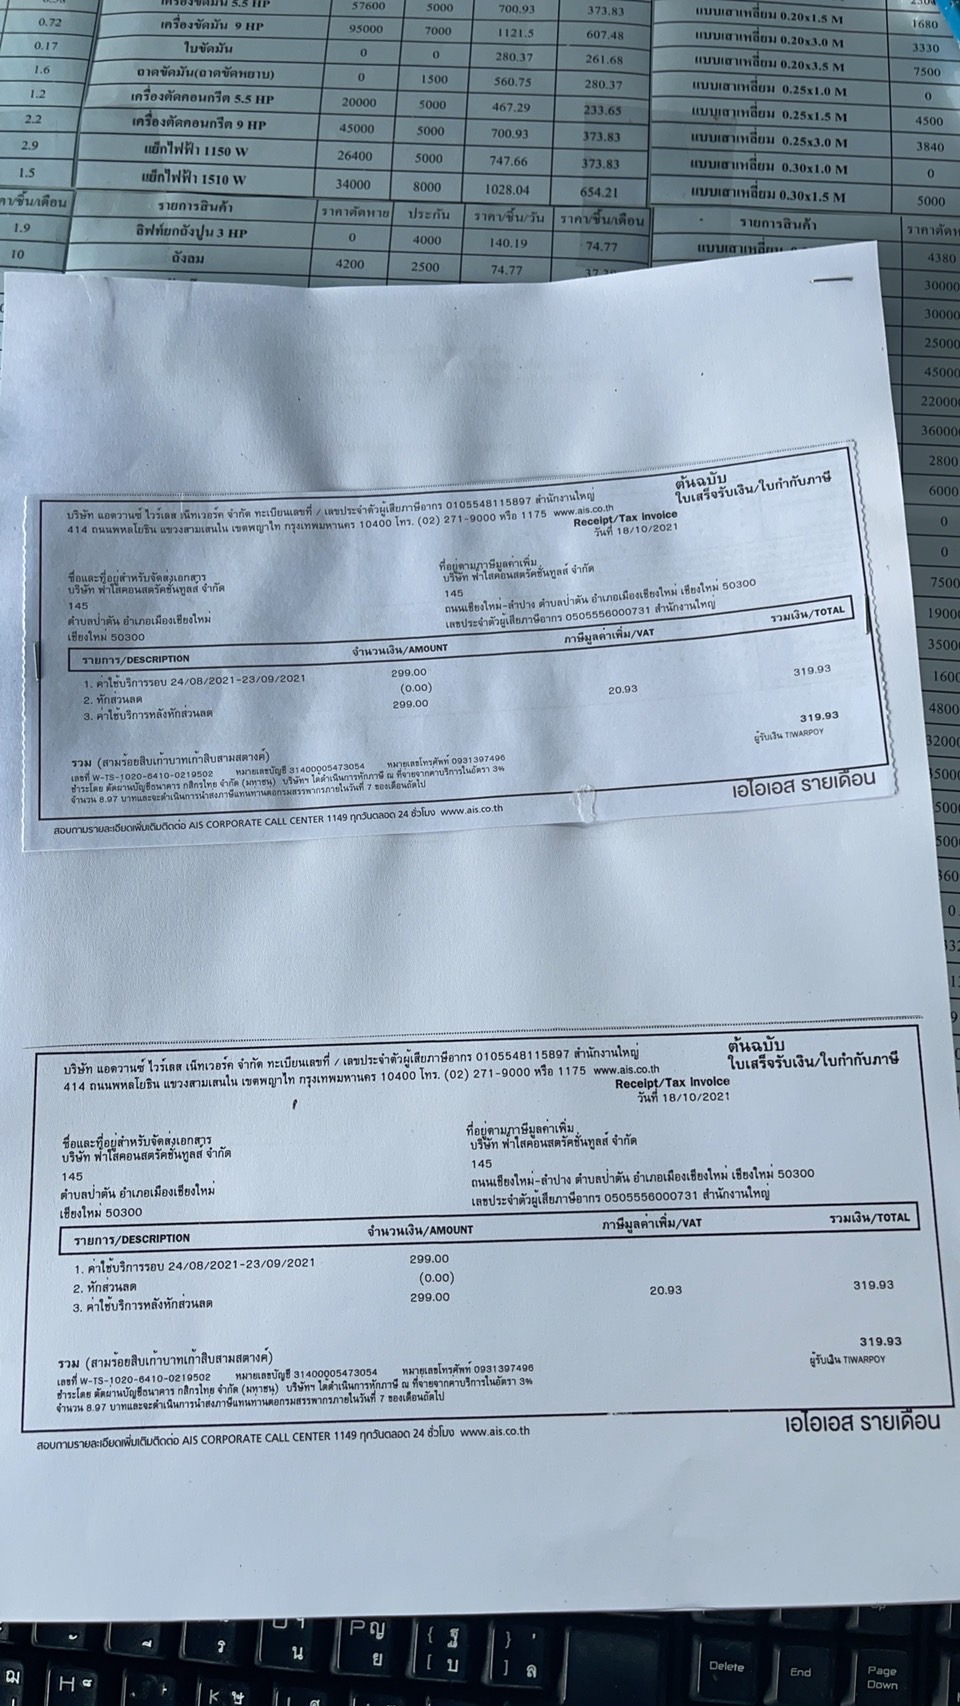 0.72 เครื่องขัดมัน 9 HP 95000 7000 1121.5 607.48 แบบเสาเหลี่ยม 0.20x3.0 M 3330
57600 5000 700.93 373.83 แบบเสาเหลี่ยม 0.20x1.5 M 1680
0.17 ใบขัดมัน 0 0 280.37 261.68 แบบเสาเหลี่ยม 0.20x3.5 M 7500
1.6 ถาดขัดมัน(ถาดขัดหยาบ) 0 1500 560.75 280.37 แบบเสาเหลี่ยม 0.25x1.0 M 0
1.2 เครื่องตัดคอนกรีต 5.5 HP 20000 5000 467.29 233.65 แบบเสาเหลี่ยม 0.25x1.5 M 4500
2.2 เครื่องตัดคอนกรีต 9 HP 45000 5000 700.93 373.83 แบบเสาเหลี่ยม 0.25x3.0 M 3840
2.9 แย็กไฟฟ้า 1150 W 26400 5000 747.66 373.83 แบบเสาเหลี่ยม 0.30x1.0 M 0
1.5 แย็กไฟฟ้า 1510 W 34000 8000 1028.04 654.21 แบบเสาเหลี่ยม 0.30x1.5 M 5000
รายการสินค้า ราคาตัดหาย ประกัน ราคา/ชิ้น/วัน ราคา/ชิ้น/เดือน รายการสินค้า
1.9 ลิฟท์ยกถังปูน 3 HP 0 4000 140.19 74.77 แบบเสาเหลี่ยม 4380
10 ถังลม 4200 2500 74.77 30000
30000
25000
45000
2800
6000
0
0
ต้นฉบับ
ใบเสร็จรับเงิน/ใบกำกับภาษี
บริษัท แอดวานซ์ ไวร์เลส เน็ทเวอร์ค จำกัด ทะเบียนเลขที่ / เลขประจำตัวผู้เสียภาษีอากร 0105548115897 สำนักงานใหญ่
414 ถนนพหลโยธิน แขวงสามเสนใน เขตพญาไท กรุงเทพมหานคร 10400 โทร. (02) 271-9000 หรือ 1175 www.ais.co.th
Receipt/Tax Invoice
วันที่ 18/10/2021
ชื่อและที่อยู่สำหรับจัดส่งเอกสาร
บริษัท ฟ้าใสคอนสตรัคชั่นทูลส์ จำกัด
145
ตำบลป่าตัน อำเภอเมืองเชียงใหม่
เชียงใหม่ 50300
ที่อยู่ตามภาษีมูลค่าเพิ่ม
บริษัท ฟ้าใสคอนสตรัคชั่นทูลส์ จำกัด
145
ถนนเชียงใหม่-ลำปาง ตำบลป่าตัน อำเภอเมืองเชียงใหม่ เชียงใหม่ 50300
เลขประจำตัวผู้เสียภาษีอากร 0505556000731 สำนักงานใหญ่
รายการ/DESCRIPTION จำนวนเงิน/AMOUNT ภาษีมูลค่าเพิ่ม/VAT รวมเงิน/TOTAL
1. ค่าใช้บริการรอบ 24/08/2021-23/09/2021 299.00
2. หักส่วนลด (0.00)
3. ค่าใช้บริการหลังหักส่วนลด 299.00 20.93 319.93
319.93
รวม (สามร้อยสิบเก้าบาทเก้าสิบสามสตางค์)
ผู้รับเงิน TIWARPOY
เลขที่ W-TS-1020-6410-0219502 หมายเลขบัญชี 31400005473054 หมายเลขโทรศัพท์ 0931397496
ชำระโดย ตัดผ่านบัญชีธนาคาร กสิกรไทย จำกัด (มหาชน) บริษัทฯ ได้ดำเนินการหักภาษี ณ ที่จ่ายจากค่าบริการในอัตรา 3%
จำนวน 8.97 บาทและจะดำเนินการนำส่งภาษีแทนท่านต่อกรมสรรพากรภายในวันที่ 7 ของเดือนถัดไป
เอไอเอส รายเดือน
สอบถามรายละเอียดเพิ่มเติมติดต่อ AIS CORPORATE CALL CENTER 1149 ทุกวันตลอด 24 ชั่วโมง www.ais.co.th
ต้นฉบับ
ใบเสร็จรับเงิน/ใบกำกับภาษี
บริษัท แอดวานซ์ ไวร์เลส เน็ทเวอร์ค จำกัด ทะเบียนเลขที่ / เลขประจำตัวผู้เสียภาษีอากร 0105548115897 สำนักงานใหญ่
414 ถนนพหลโยธิน แขวงสามเสนใน เขตพญาไท กรุงเทพมหานคร 10400 โทร. (02) 271-9000 หรือ 1175 www.ais.co.th
Receipt/Tax Invoice
วันที่ 18/10/2021
ชื่อและที่อยู่สำหรับจัดส่งเอกสาร
บริษัท ฟ้าใสคอนสตรัคชั่นทูลส์ จำกัด
145
ตำบลป่าตัน อำเภอเมืองเชียงใหม่
เชียงใหม่ 50300
ที่อยู่ตามภาษีมูลค่าเพิ่ม
บริษัท ฟ้าใสคอนสตรัคชั่นทูลส์ จำกัด
145
ถนนเชียงใหม่-ลำปาง ตำบลป่าตัน อำเภอเมืองเชียงใหม่ เชียงใหม่ 50300
เลขประจำตัวผู้เสียภาษีอากร 0505556000731 สำนักงานใหญ่
รายการ/DESCRIPTION จำนวนเงิน/AMOUNT ภาษีมูลค่าเพิ่ม/VAT รวมเงิน/TOTAL
1. ค่าใช้บริการรอบ 24/08/2021-23/09/2021 299.00
2. หักส่วนลด (0.00)
3. ค่าใช้บริการหลังหักส่วนลด 299.00 20.93 319.93
319.93
รวม (สามร้อยสิบเก้าบาทเก้าสิบสามสตางค์)
ผู้รับเงิน TIWARPOY
เลขที่ W-TS-1020-6410-0219502 หมายเลขบัญชี 31400005473054 หมายเลขโทรศัพท์ 0931397496
ชำระโดย ตัดผ่านบัญชีธนาคาร กสิกรไทย จำกัด (มหาชน) บริษัทฯ ได้ดำเนินการหักภาษี ณ ที่จ่ายจากค่าบริการในอัตรา 3%
จำนวน 8.97 บาทและจะดำเนินการนำส่งภาษีแทนท่านต่อกรมสรรพากรภายในวันที่ 7 ของเดือนถัดไป
เอไอเอส รายเดือน
สอบถามรายละเอียดเพิ่มเติมติดต่อ AIS CORPORATE CALL CENTER 1149 ทุกวันตลอด 24 ชั่วโมง www.ais.co.th
น P ญ ย { ฐ [ บ } ] ล
Delete End Page Down
ฌ H K ษ